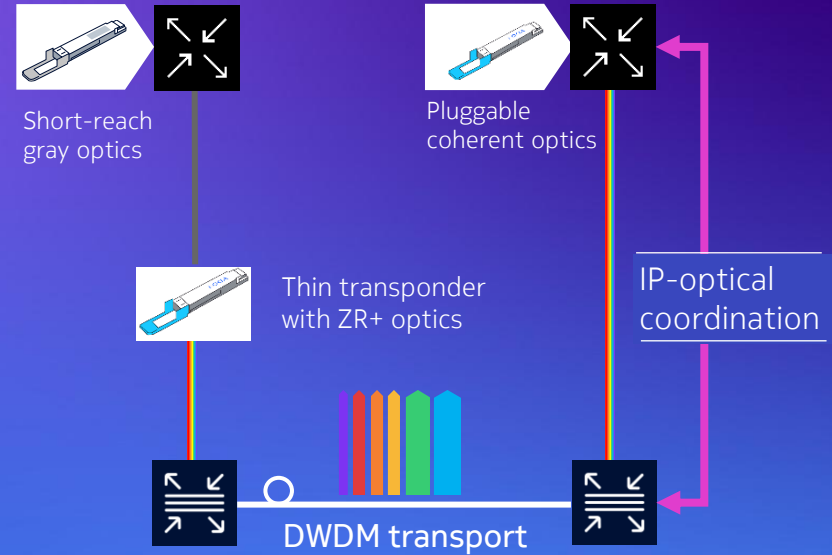 Short-reach
gray optics
Pluggable
coherent optics
Thin transponder
with ZR+ optics
IP-optical
coordination
DWDM transport